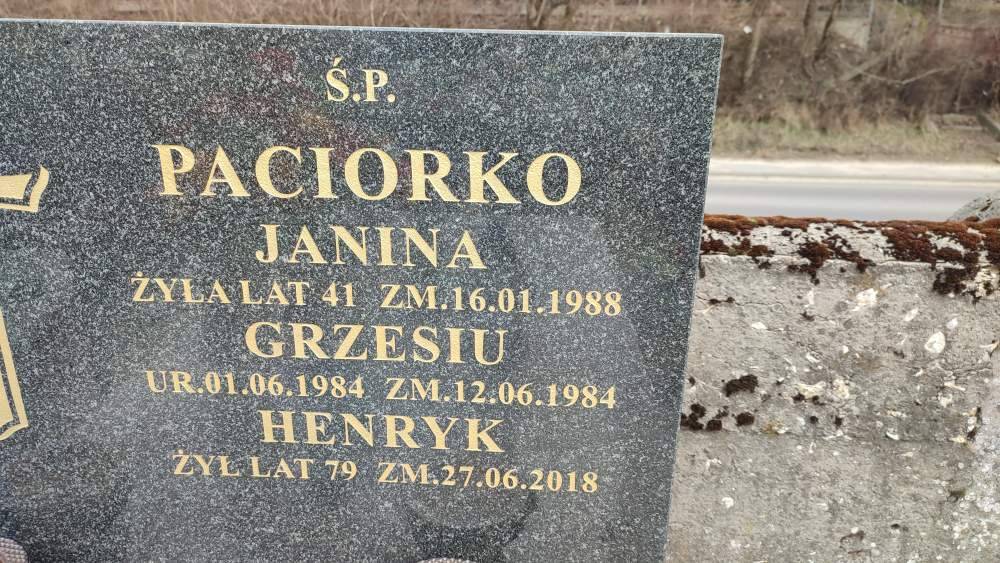 Ś.P.
PACIORKO
JANINA
ŻYŁA LAT 41 ZM.16.01.1988
GRZESIU
UR.01.06.1984 ZM.12.06.1984
HENRYK
ŻYŁ LAT 79 ZM.27.06.2018